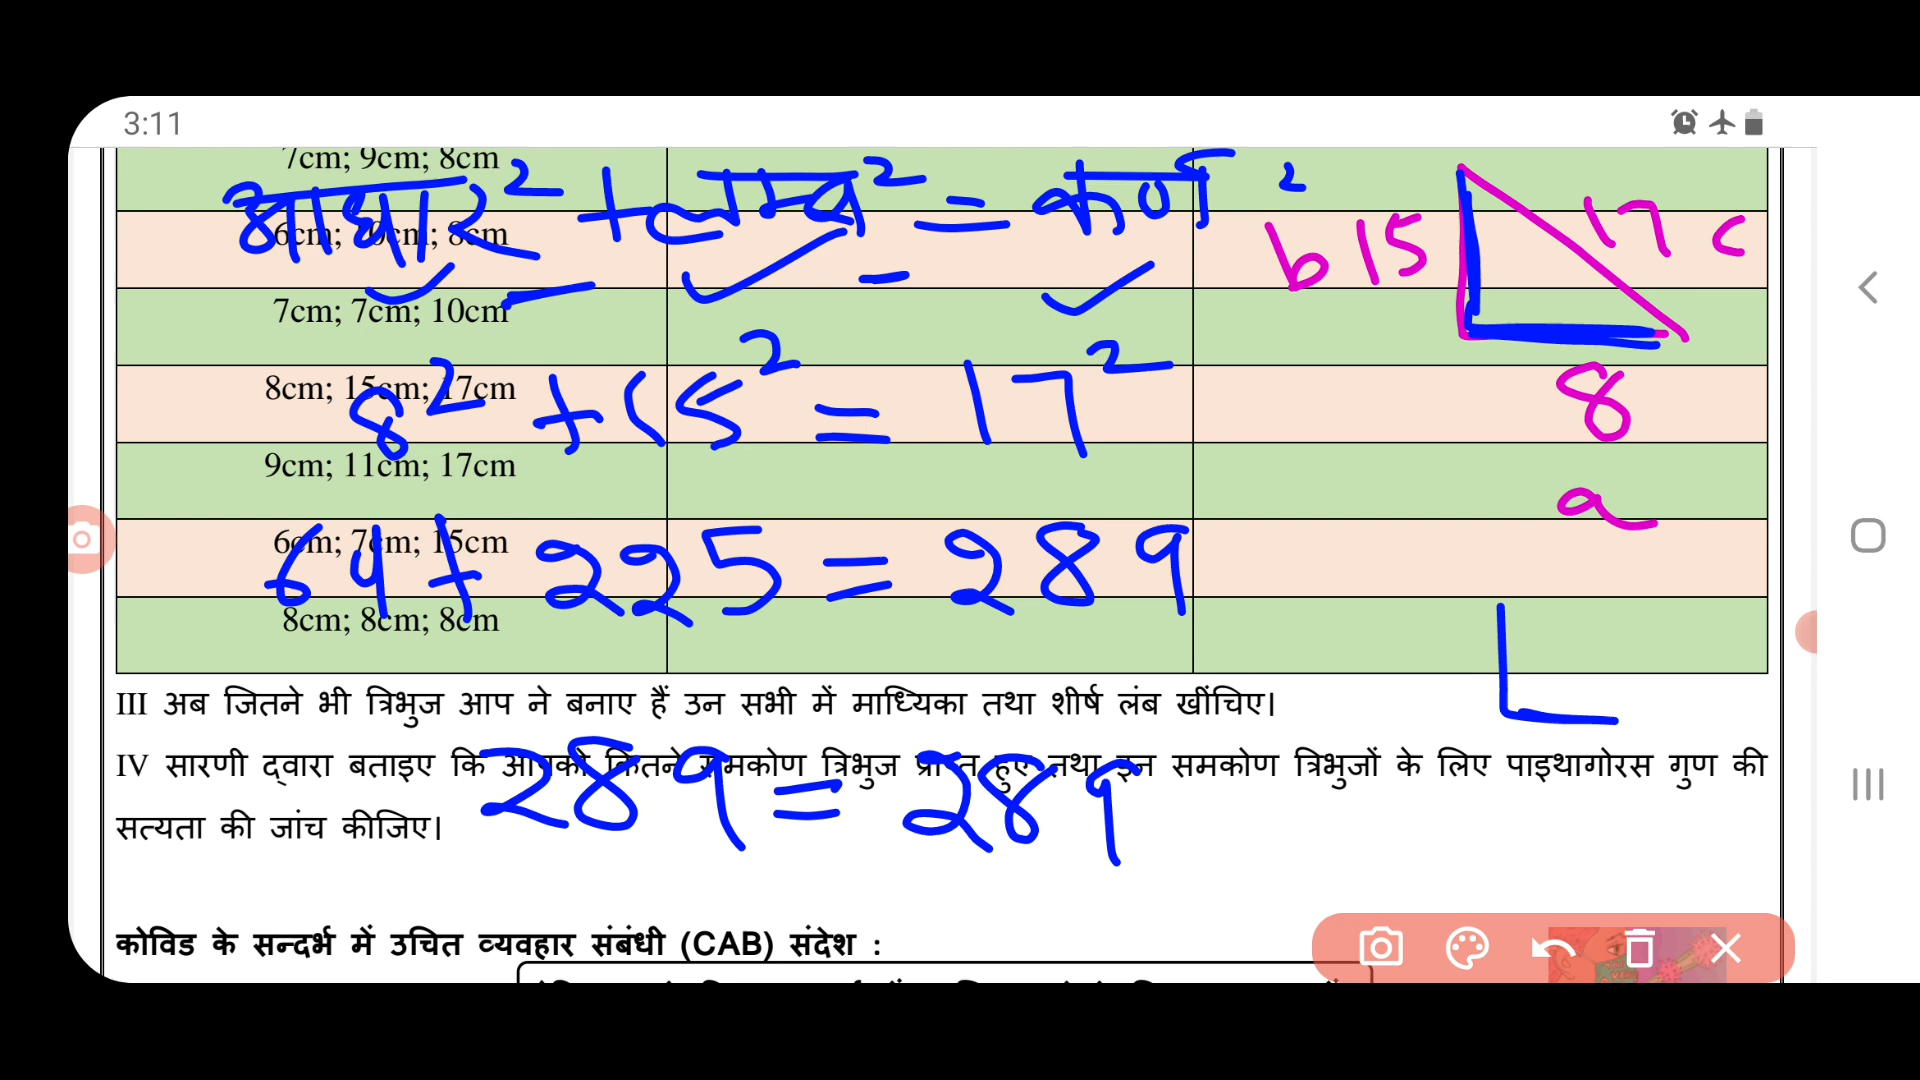 3:11
7cm; 9cm; 8cm
आधार² + लम्ब² = कर्ण²
6cm; 10cm; 8cm
b 15 17 c
7cm; 7cm; 10cm
8cm; 15cm; 17cm
8² + 15² = 17²
8
9cm; 11cm; 17cm
a
6cm; 7cm; 15cm
64 + 225 = 289
8cm; 8cm; 8cm
III अब जितने भी त्रिभुज आप ने बनाए हैं उन सभी में माध्यिका तथा शीर्ष लंब खींचिए।
IV सारणी द्वारा बताइए कि आपको कितने समकोण त्रिभुज प्राप्त हुए तथा इन समकोण त्रिभुजों के लिए पाइथागोरस गुण की
सत्यता की जांच कीजिए।
289 = 289
कोविड के सन्दर्भ में उचित व्यवहार संबंधी (CAB) संदेश :